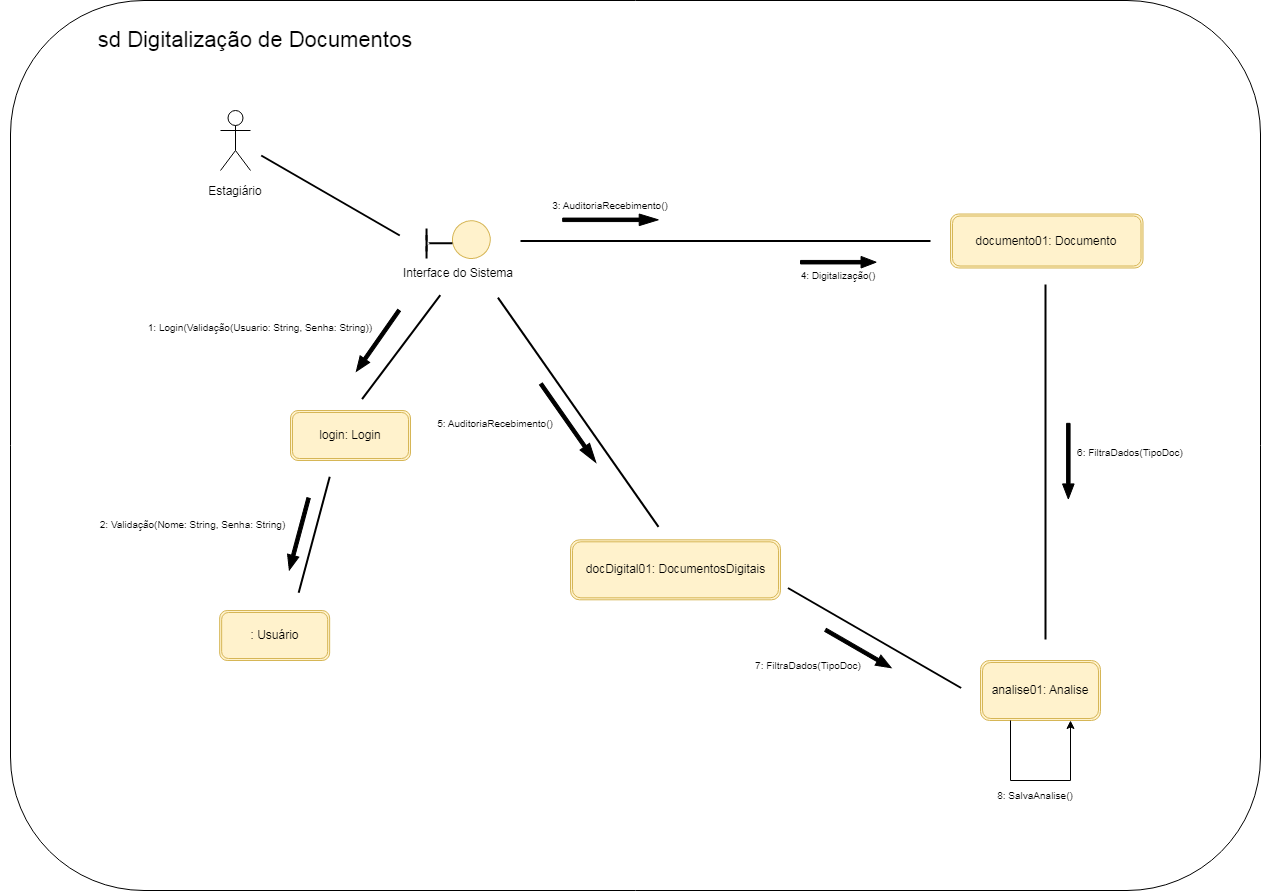 sd Digitalização de Documentos
Estagiário
3: AuditoriaRecebimento()
documento01: Documento
Interface do Sistema
4: Digitalização()
1: Login(Validação(Usuario: String, Senha: String))
5: AuditoriaRecebimento()
login: Login
6: FiltraDados(TipoDoc)
2: Validação(Nome: String, Senha: String)
docDigital01: DocumentosDigitais
: Usuário
7: FiltraDados(TipoDoc)
analise01: Analise
8: SalvaAnalise()